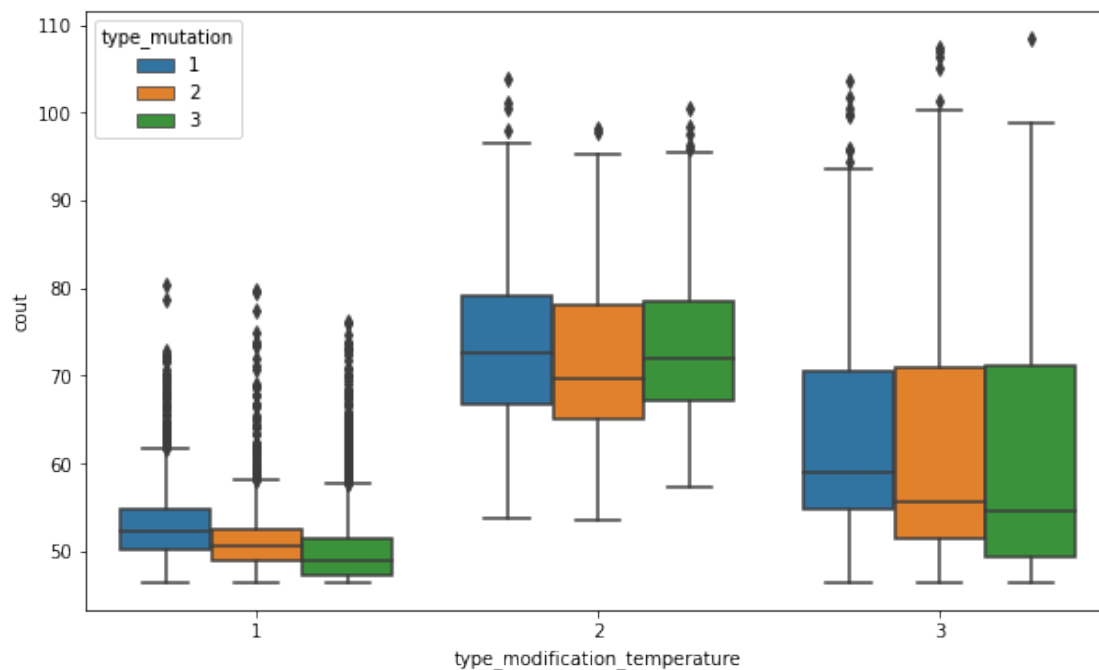 110
100
90
80
70
60
50
cout
type_mutation
1
2
3
1 2 3
type_modification_temperature